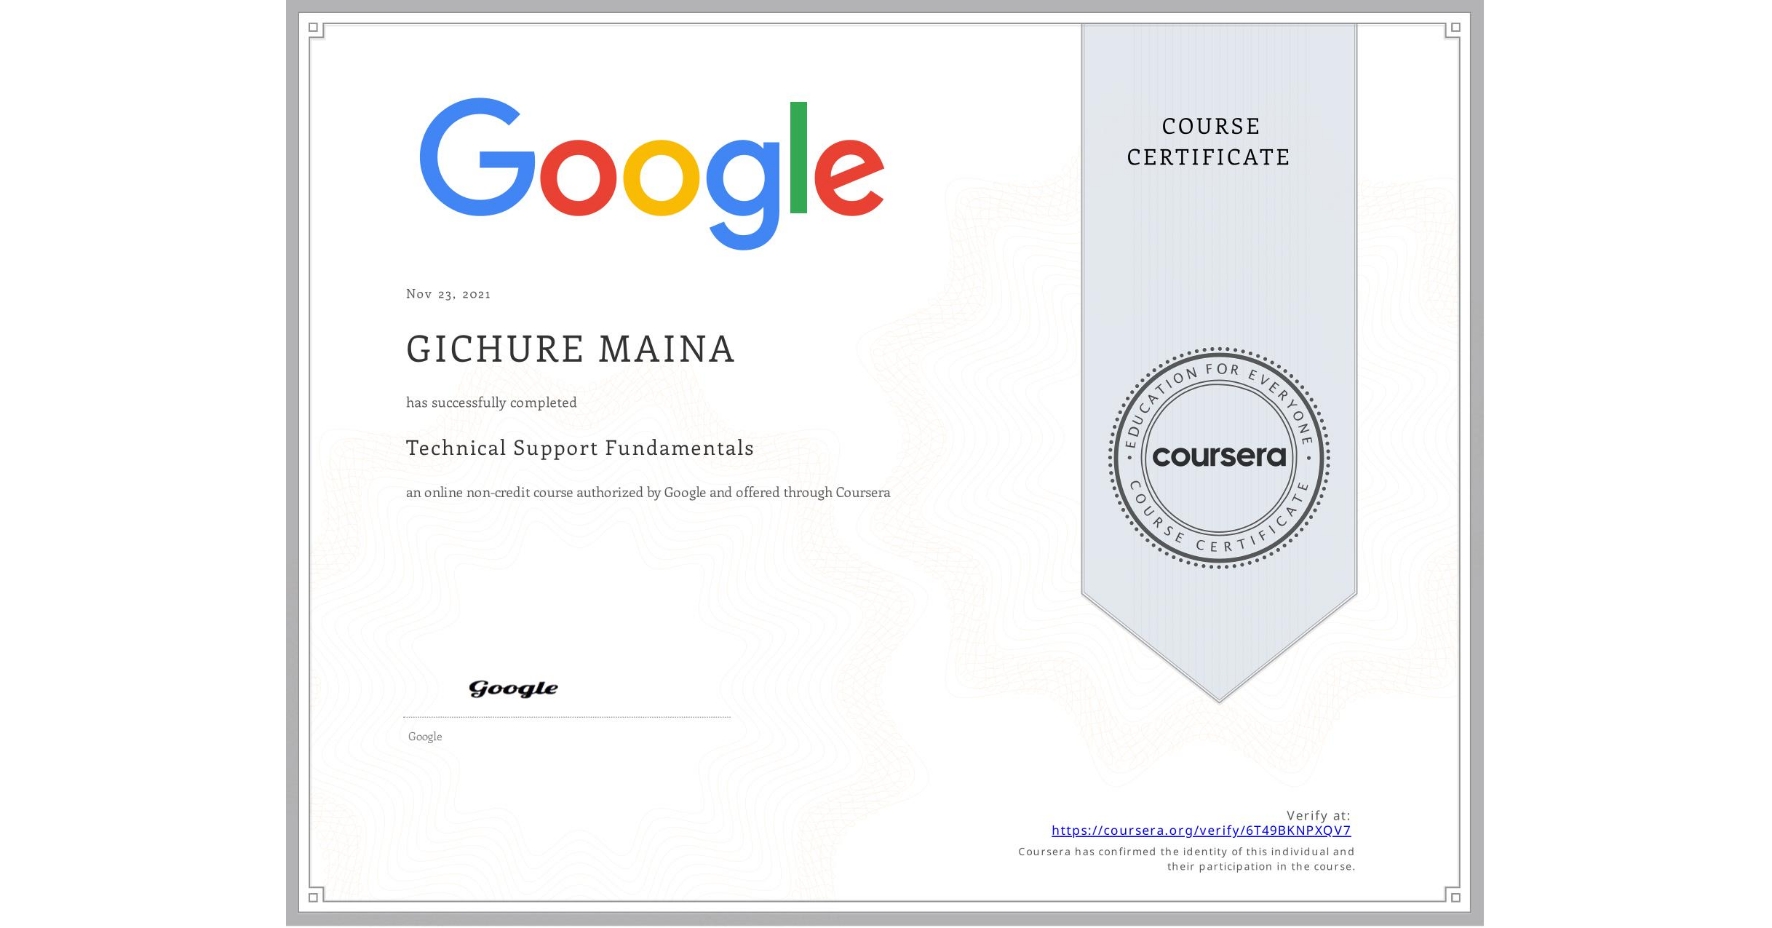 Google
COURSE
CERTIFICATE
Nov 23, 2021
GICHURE MAINA
has successfully completed
Technical Support Fundamentals
an online non-credit course authorized by Google and offered through Coursera
EDUCATION FOR EVERYONE
coursera
COURSE CERTIFICATE
Google
Google
Verify at:
https://coursera.org/verify/6T49BKNPXQV7
Coursera has confirmed the identity of this individual and
their participation in the course.